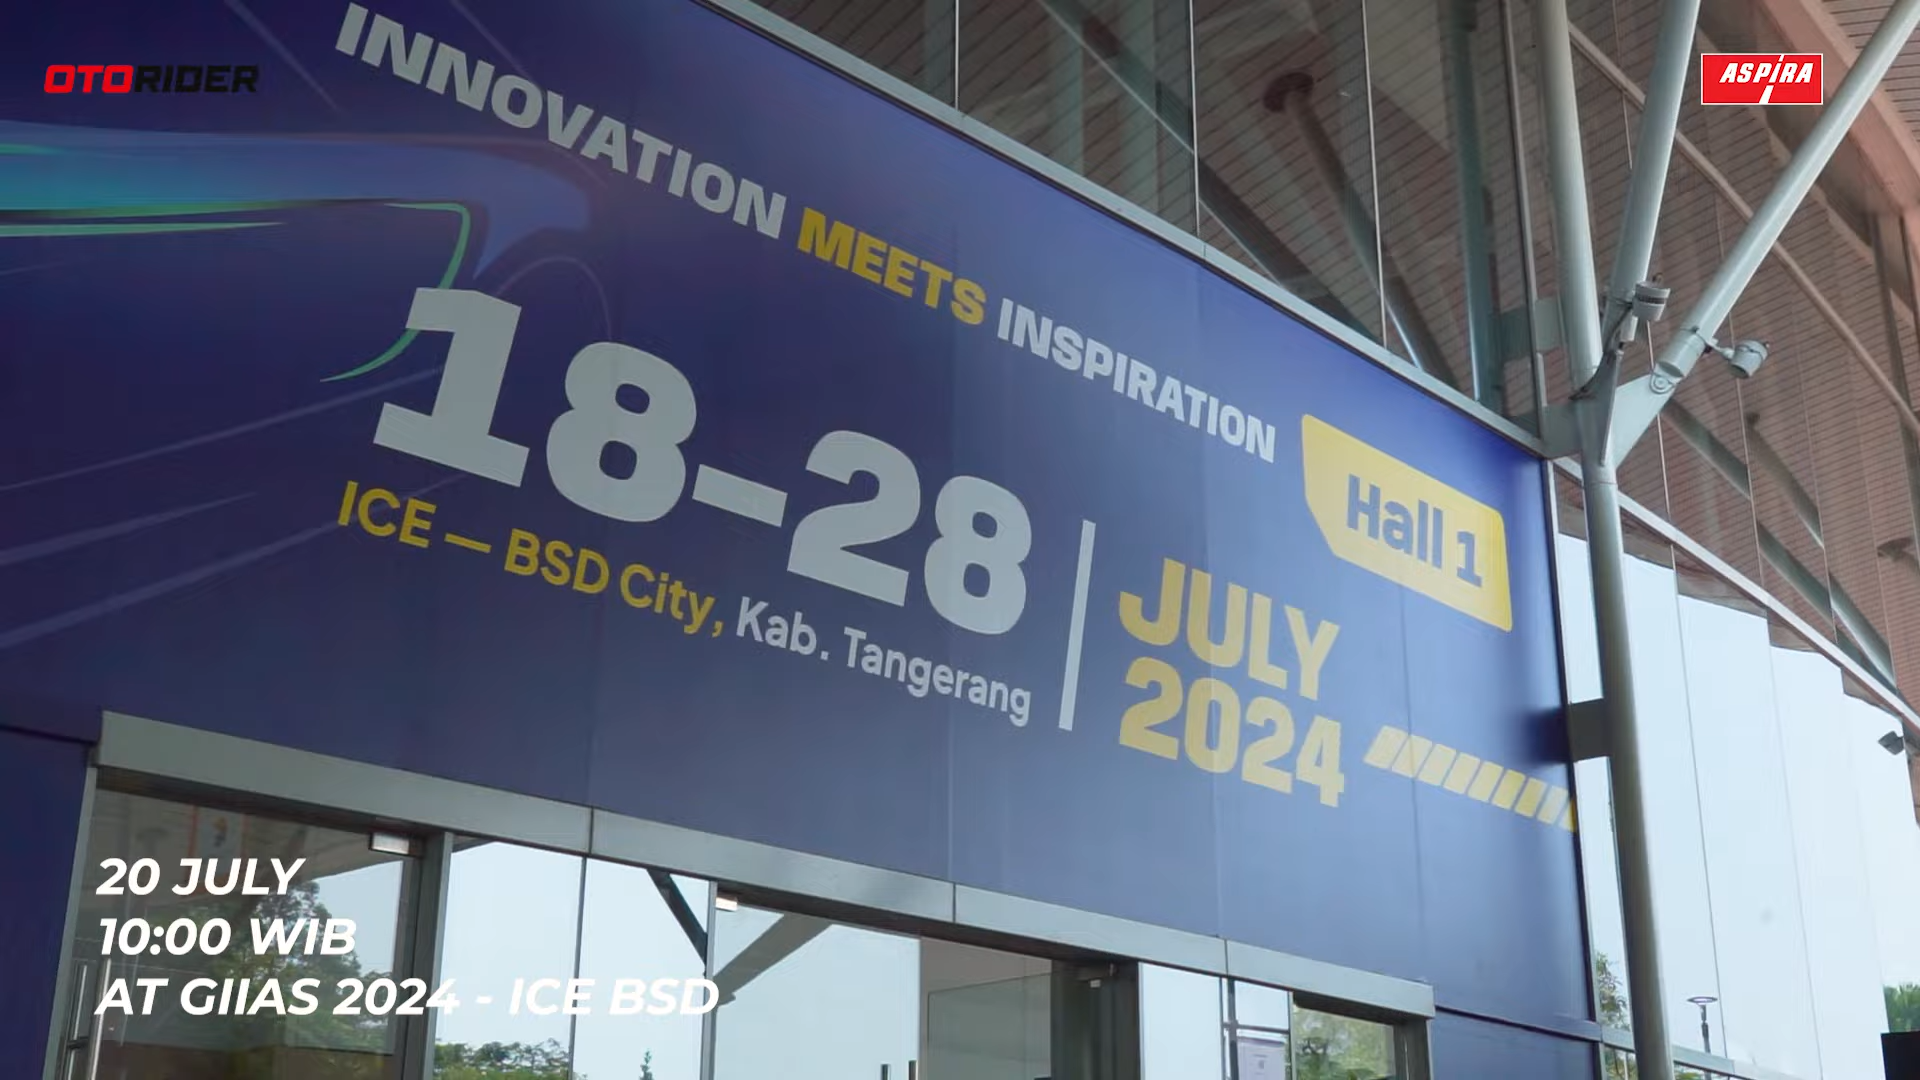 OTORIDER
ASPIRA
INNOVATION MEETS INSPIRATION
18-28
JULY
2024
ICE — BSD City, Kab. Tangerang
Hall 1
20 JULY
10:00 WIB
AT GIIAS 2024 - ICE BSD